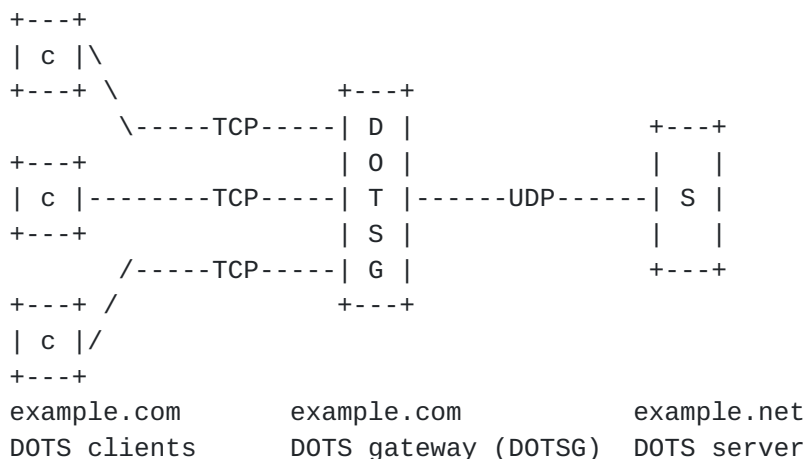 +---+
| c |\
+---+ \                +---+
       \-----TCP-----| D |               +---+
+---+                | O |               |   |
| c |--------TCP-----| T |------UDP------| S |
+---+                | S |               |   |
       /-----TCP-----| G |               +---+
+---+ /              +---+
| c |/
+---+
example.com       example.com           example.net
DOTS clients      DOTS gateway (DOTSG)  DOTS server